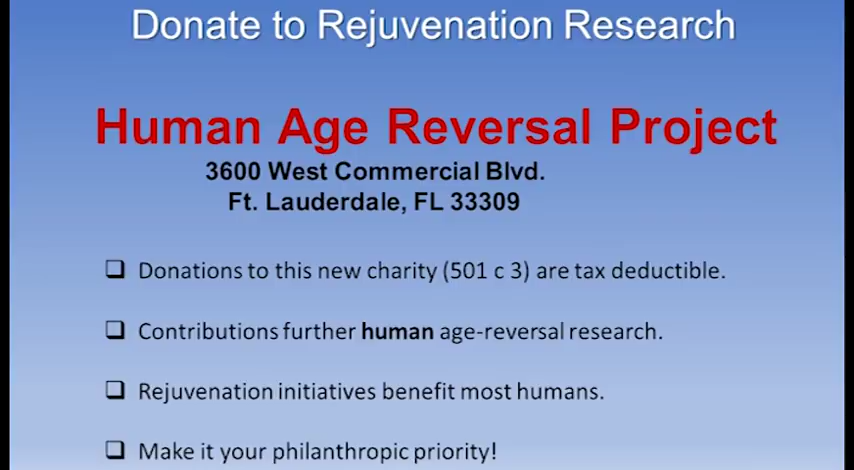 Donate to Rejuvenation Research
Human Age Reversal Project
3600 West Commercial Blvd.
Ft. Lauderdale, FL 33309
❑ Donations to this new charity (501 c 3) are tax deductible.
❑ Contributions further human age-reversal research.
❑ Rejuvenation initiatives benefit most humans.
❑ Make it your philanthropic priority!